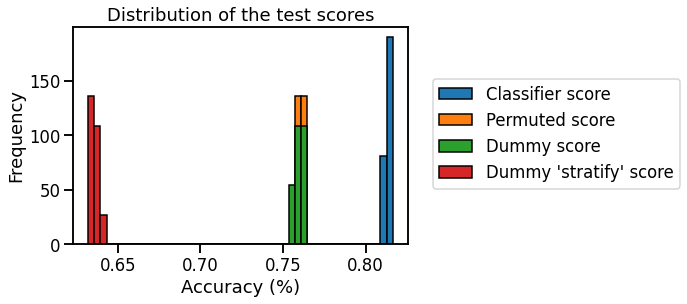 Distribution of the test scores
Frequency
150
100
50
0
0.65 0.70 0.75 0.80
Accuracy (%)
Classifier score
Permuted score
Dummy score
Dummy 'stratify' score